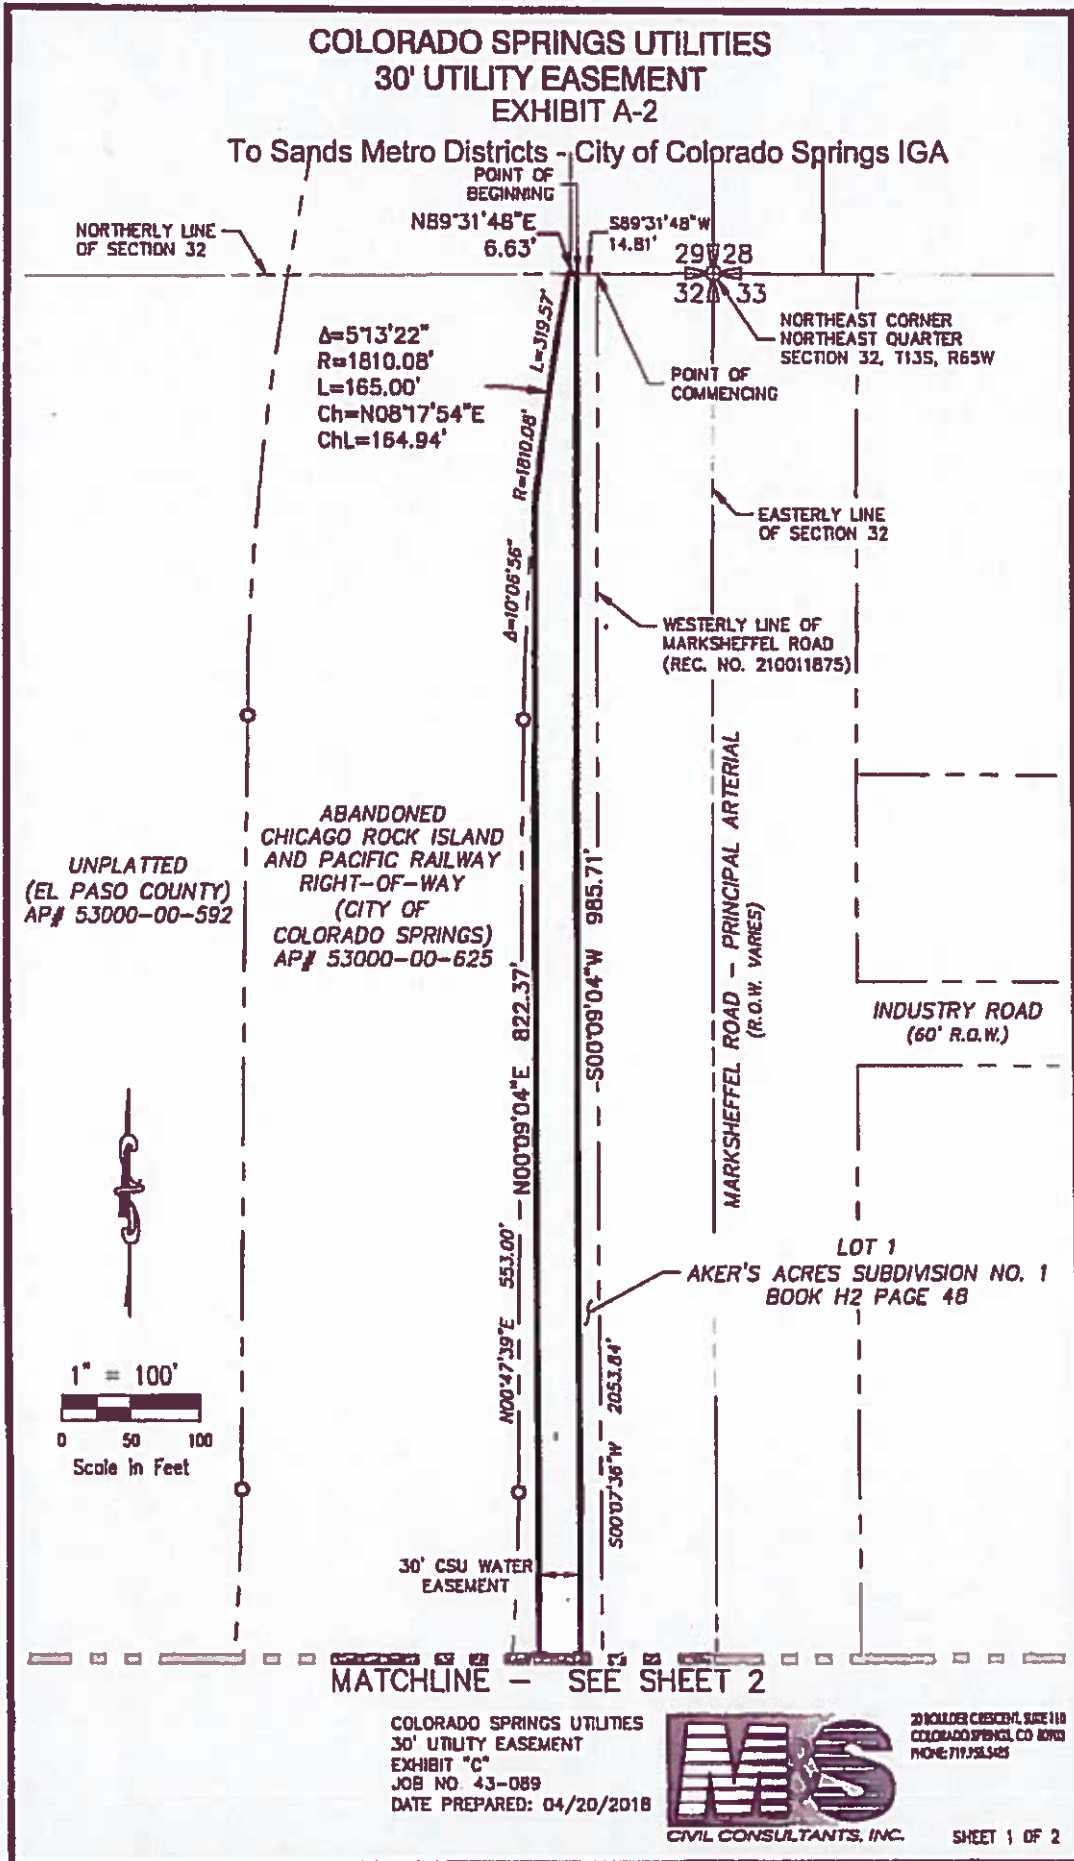 COLORADO SPRINGS UTILITIES
30' UTILITY EASEMENT
EXHIBIT A-2
To Sands Metro Districts - City of Colorado Springs IGA
POINT OF
BEGINNING
N89°31'48"E
6.63'
S89°31'48"W
14.81'
NORTHERLY LINE
OF SECTION 32
29 28
32 33
NORTHEAST CORNER
NORTHEAST QUARTER
SECTION 32, T13S, R65W
POINT OF
COMMENCING
Δ=5°13'22"
R=1810.08'
L=165.00'
Ch=N08°17'54"E
ChL=164.94'
L=319.57'
R=1810.08'
Δ=10°06'56"
EASTERLY LINE
OF SECTION 32
WESTERLY LINE OF
MARKSHEFFEL ROAD
(REC. NO. 210011875)
ABANDONED
CHICAGO ROCK ISLAND
AND PACIFIC RAILWAY
RIGHT-OF-WAY
(CITY OF
COLORADO SPRINGS)
AP# 53000-00-625
UNPLATTED
(EL PASO COUNTY)
AP# 53000-00-592
N00°09'04"E 822.37'
S00°09'04"W 985.71'
MARKSHEFFEL ROAD - PRINCIPAL ARTERIAL
(R.O.W. VARIES)
INDUSTRY ROAD
(60' R.O.W.)
LOT 1
AKER'S ACRES SUBDIVISION NO. 1
BOOK H2 PAGE 48
N00°47'39"E 553.00'
S00°07'36"W 2053.84'
1" = 100'
0 50 100
Scale in Feet
30' CSU WATER
EASEMENT
MATCHLINE - SEE SHEET 2
COLORADO SPRINGS UTILITIES
30' UTILITY EASEMENT
EXHIBIT "C"
JOB NO. 43-089
DATE PREPARED: 04/20/2018
M&S
CIVIL CONSULTANTS, INC.
20 BOULDER CRESCENT, SUITE 110
COLORADO SPRINGS, CO
PHONE:
SHEET 1 OF 2